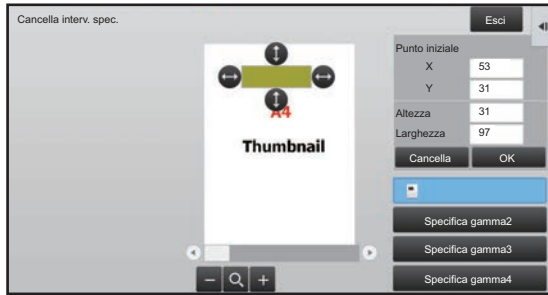 Cancella interv. spec.
Esci
Punto iniziale
X 53
Y 31
Altezza 31
Larghezza 97
Cancella OK
A4
Thumbnail
Specifica gamma2
Specifica gamma3
Specifica gamma4